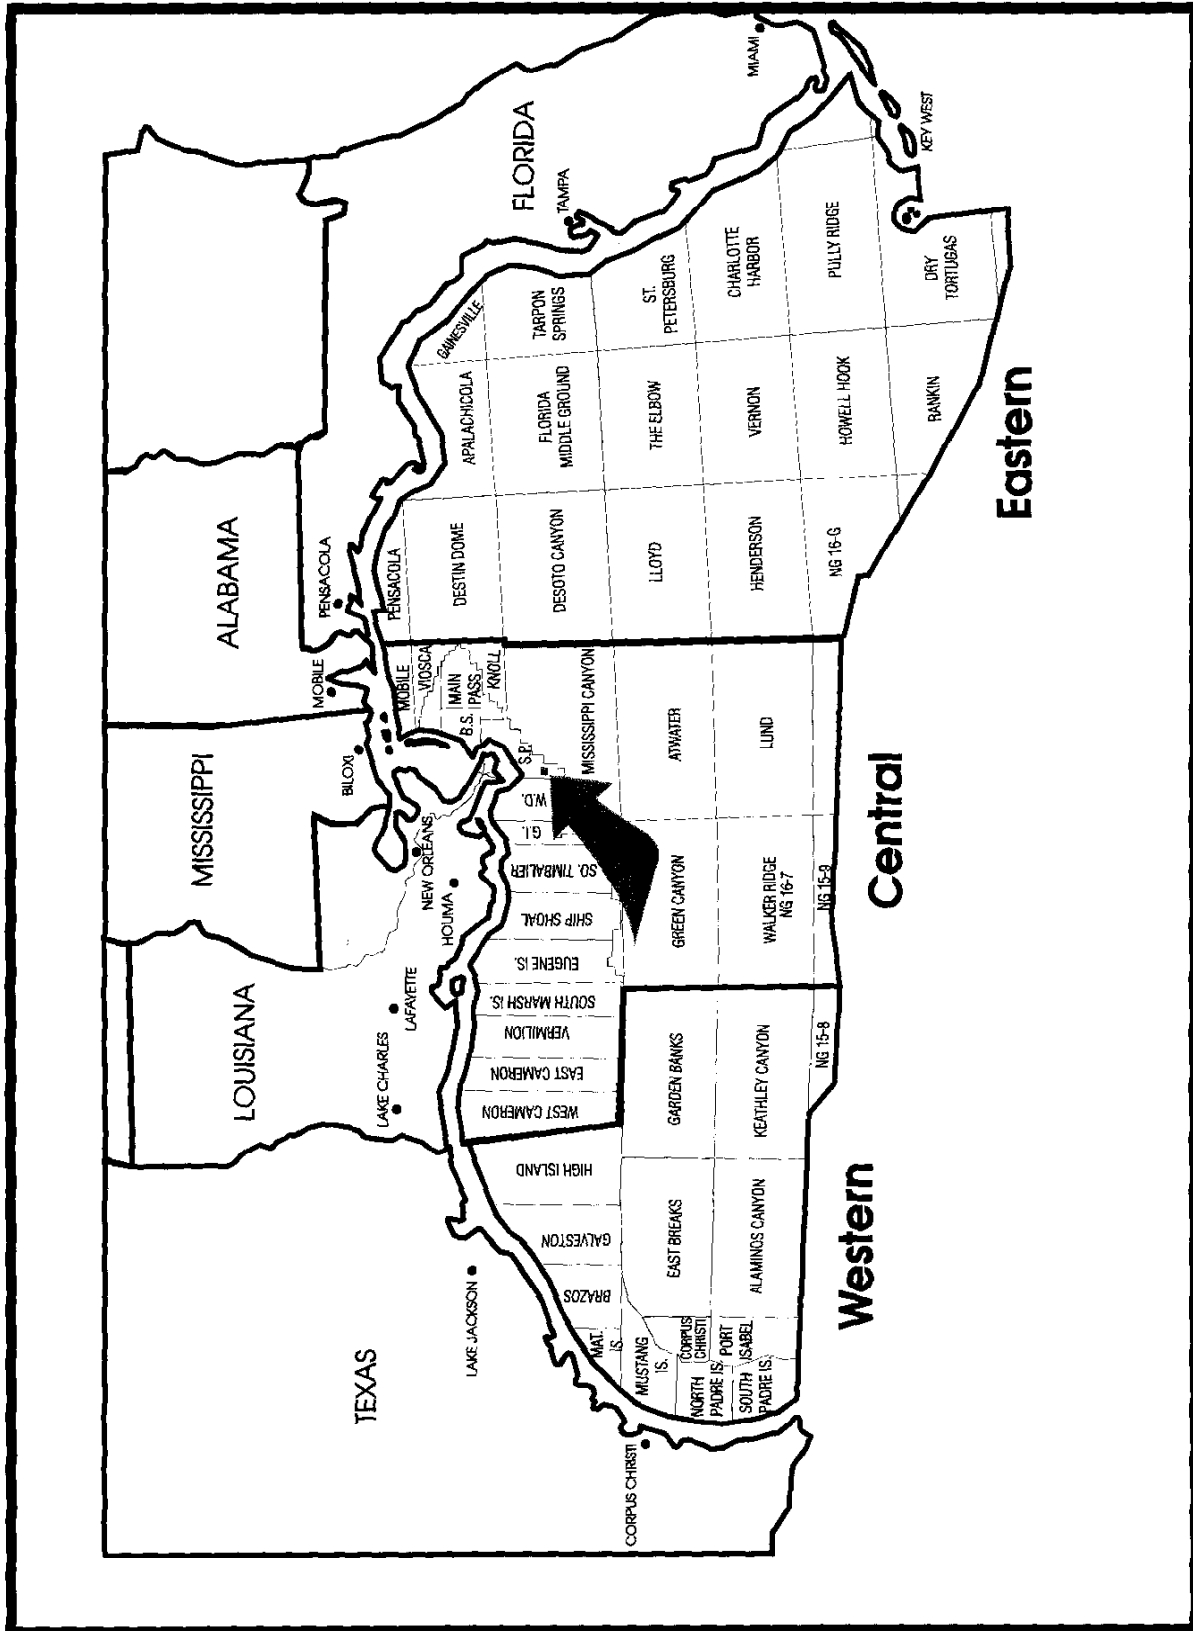 TEXAS
LOUISIANA
MISSISSIPPI
ALABAMA
FLORIDA
CORPUS CHRISTI
LAKE JACKSON
LAKE CHARLES
LAFAYETTE
HOUMA
NEW ORLEANS
BILOXI
MOBILE
PENSACOLA
TAMPA
MIAMI
KEY WEST
MAT.
IS.
BRAZOS
GALVESTON
HIGH ISLAND
WEST CAMERON
EAST CAMERON
VERMILION
SOUTH MARSH IS.
EUGENE IS.
SHIP SHOAL
SO. TIMBALIER
G.I.
W.D.
S.P.
B.S.
MAIN
PASS
MOBILE
VIOSCA
KNOLL
MISSISSIPPI CANYON
MUSTANG
IS.
CORPUS
CHRISTI
NORTH
PADRE IS.
PORT
ISABEL
SOUTH
PADRE IS.
EAST BREAKS
GARDEN BANKS
GREEN CANYON
ATWATER
ALAMINOS CANYON
KEATHLEY CANYON
WALKER RIDGE
NG 16-7
LUND
NG 15-8
NG 15-9
PENSACOLA
DESTIN DOME
APALACHICOLA
GAINESVILLE
DESOTO CANYON
FLORIDA
MIDDLE GROUND
TARPON
SPRINGS
LLOYD
THE ELBOW
ST.
PETERSBURG
HENDERSON
VERNON
CHARLOTTE
HARBOR
NG 16-G
HOWELL HOOK
PULLY RIDGE
RANKIN
DRY
TORTUGAS
Western
Central
Eastern